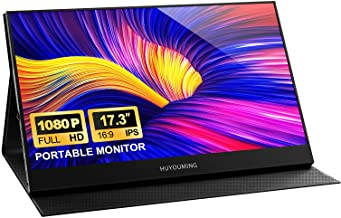 1080P
FULL HD
17.3"
16:9 IPS
PORTABLE MONITOR
HUYOUMING